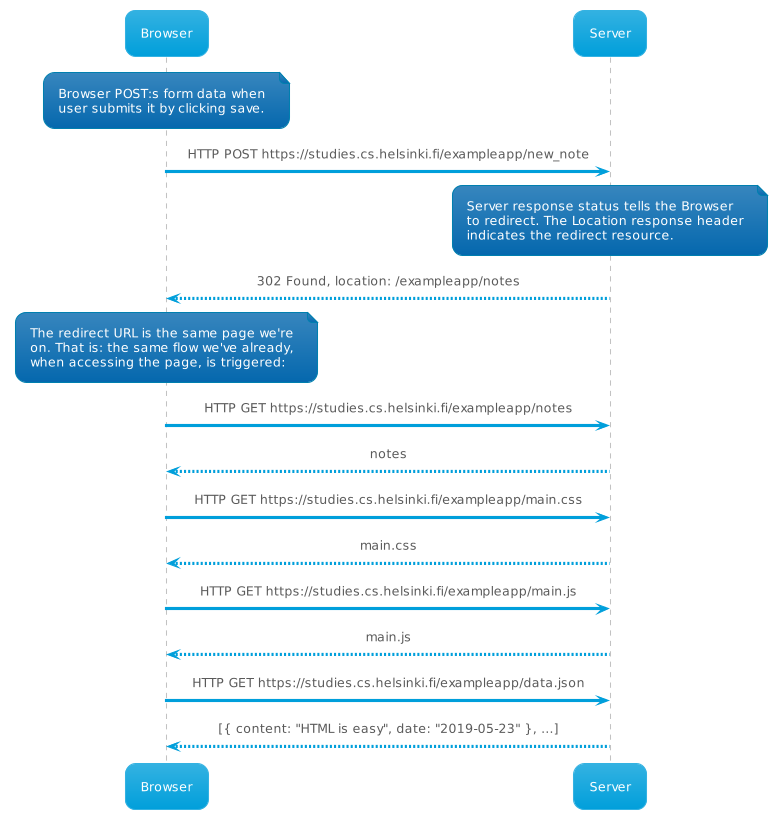 Browser
Server
Browser POST:s form data when
user submits it by clicking save.
HTTP POST https://studies.cs.helsinki.fi/exampleapp/new_note
Server response status tells the Browser
to redirect. The Location response header
indicates the redirect resource.
302 Found, location: /exampleapp/notes
The redirect URL is the same page we're
on. That is: the same flow we've already,
when accessing the page, is triggered:
HTTP GET https://studies.cs.helsinki.fi/exampleapp/notes
notes
HTTP GET https://studies.cs.helsinki.fi/exampleapp/main.css
main.css
HTTP GET https://studies.cs.helsinki.fi/exampleapp/main.js
main.js
HTTP GET https://studies.cs.helsinki.fi/exampleapp/data.json
[{ content: "HTML is easy", date: "2019-05-23" }, ...]
Browser
Server